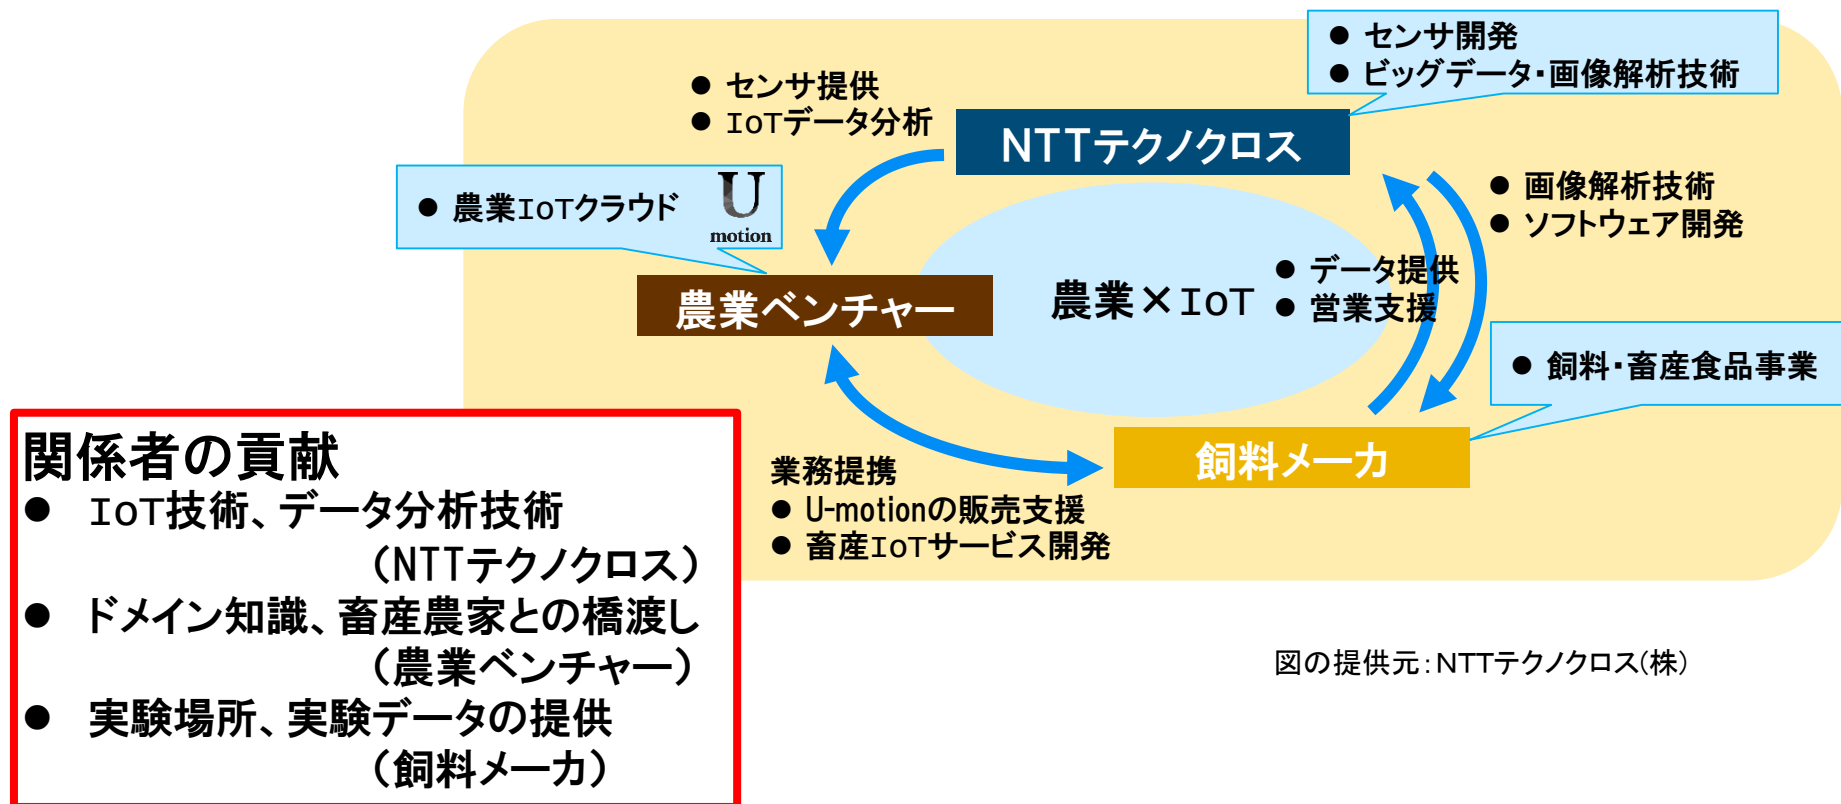 ● センサ開発
● ビッグデータ・画像解析技術
● センサ提供
● IoTデータ分析
NTTテクノクロス
● 農業IoTクラウド
U
motion
● 画像解析技術
● ソフトウェア開発
農業ベンチャー
農業×IoT
● データ提供
● 営業支援
● 飼料・畜産食品事業
飼料メーカ
業務提携
● U-motionの販売支援
● 畜産IoTサービス開発
関係者の貢献
● IoT技術、データ分析技術
（NTTテクノクロス）
● ドメイン知識、畜産農家との橋渡し
（農業ベンチャー）
● 実験場所、実験データの提供
（飼料メーカ）
図の提供元：NTTテクノクロス(株)